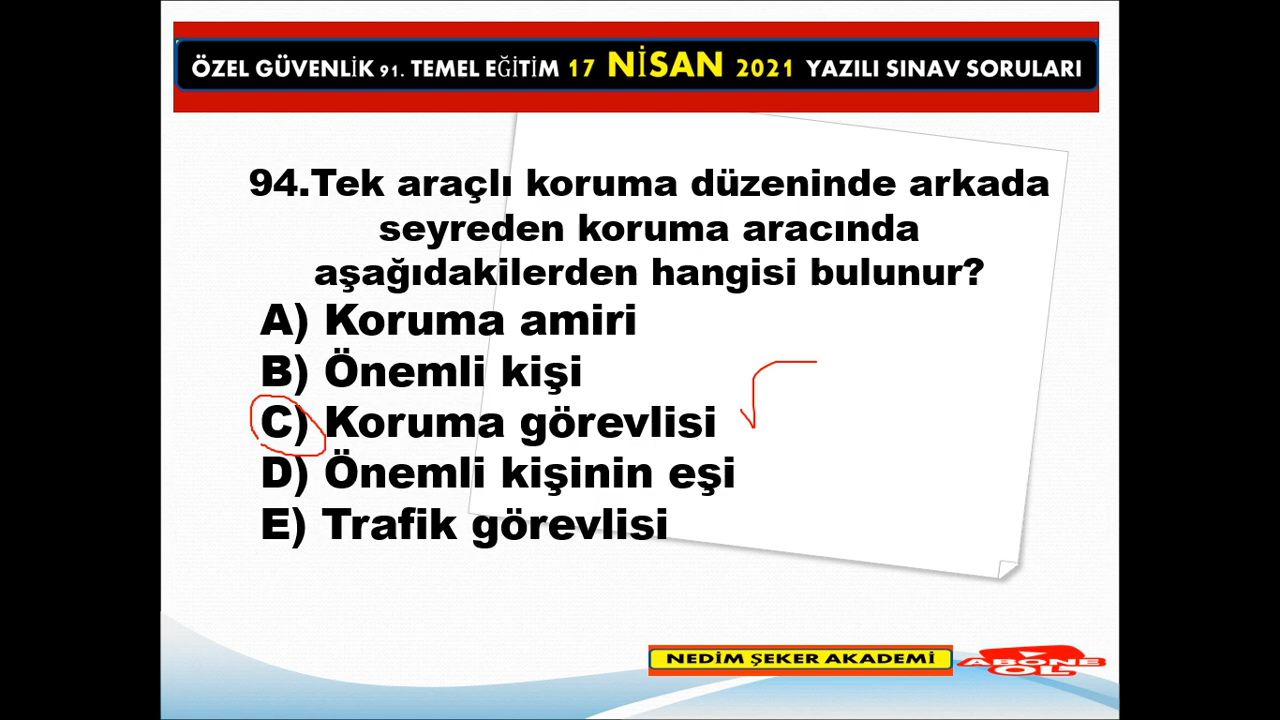 ÖZEL GÜVENLİK 91. TEMEL EĞİTİM 17 NİSAN 2021 YAZILI SINAV SORULARI
94.Tek araçlı koruma düzeninde arkada
seyreden koruma aracında
aşağıdakilerden hangisi bulunur?
A) Koruma amiri
B) Önemli kişi
C) Koruma görevlisi
D) Önemli kişinin eşi
E) Trafik görevlisi
NEDİM ŞEKER AKADEMİ
ABONE
OL